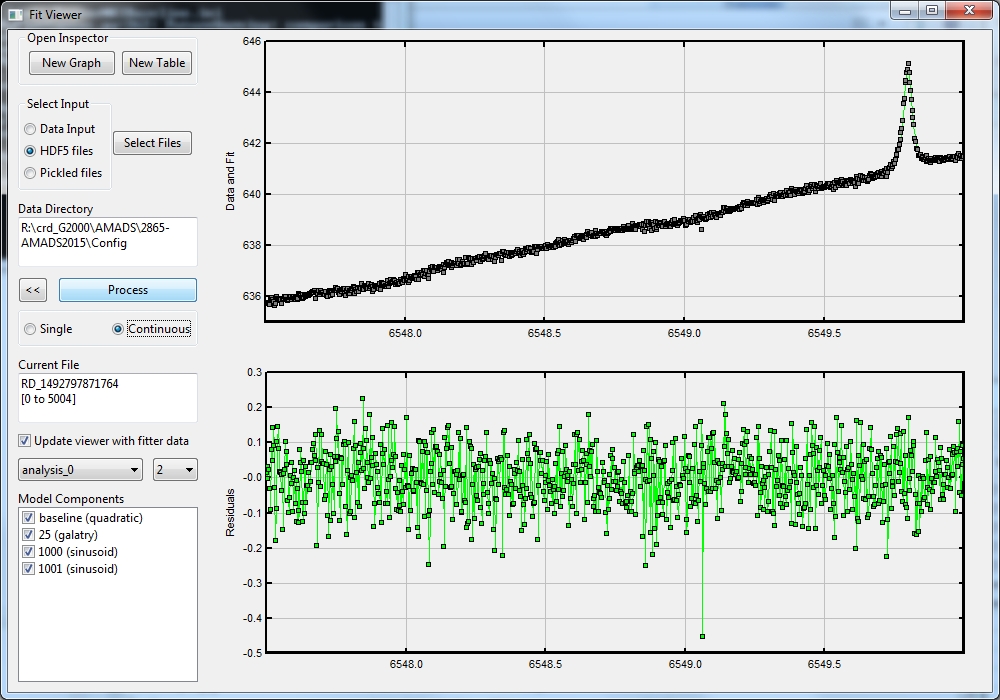 Fit Viewer
Open Inspector
New Graph
New Table
Select Input
Data Input
HDF5 files
Pickled files
Select Files
Data Directory
R:\crd_G2000\AMADS\2865-
AMADS2015\Config
<<
Process
Single
Continuous
Current File
RD_1492797871764
[0 to 5004]
Update viewer with fitter data
analysis_0
2
Model Components
baseline (quadratic)
25 (galatry)
1000 (sinusoid)
1001 (sinusoid)
Data and Fit
646
644
642
640
638
636
6548.0
6548.5
6549.0
6549.5
Residuals
0.3
0.2
0.1
-0.0
-0.1
-0.2
-0.3
-0.4
-0.5
6548.0
6548.5
6549.0
6549.5